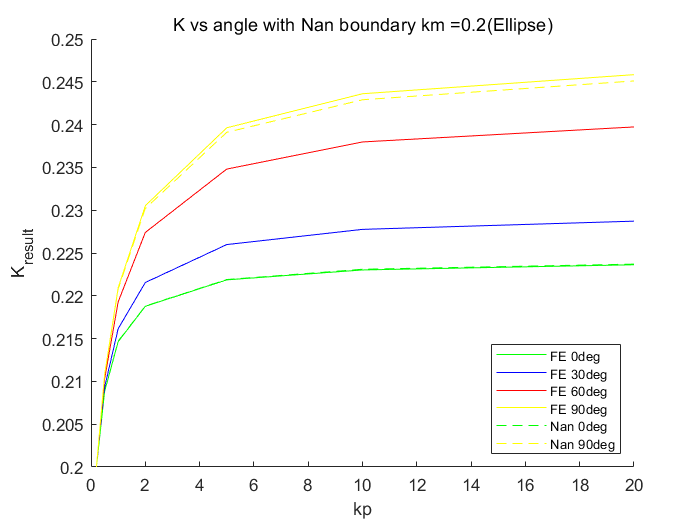 K vs angle with Nan boundary km =0.2(Ellipse)
0.25
0.245
0.24
0.235
0.23
0.225
0.22
0.215
0.21
0.205
0.2
K_result
0 2 4 6 8 10 12 14 16 18 20
kp
FE 0deg
FE 30deg
FE 60deg
FE 90deg
Nan 0deg
Nan 90deg